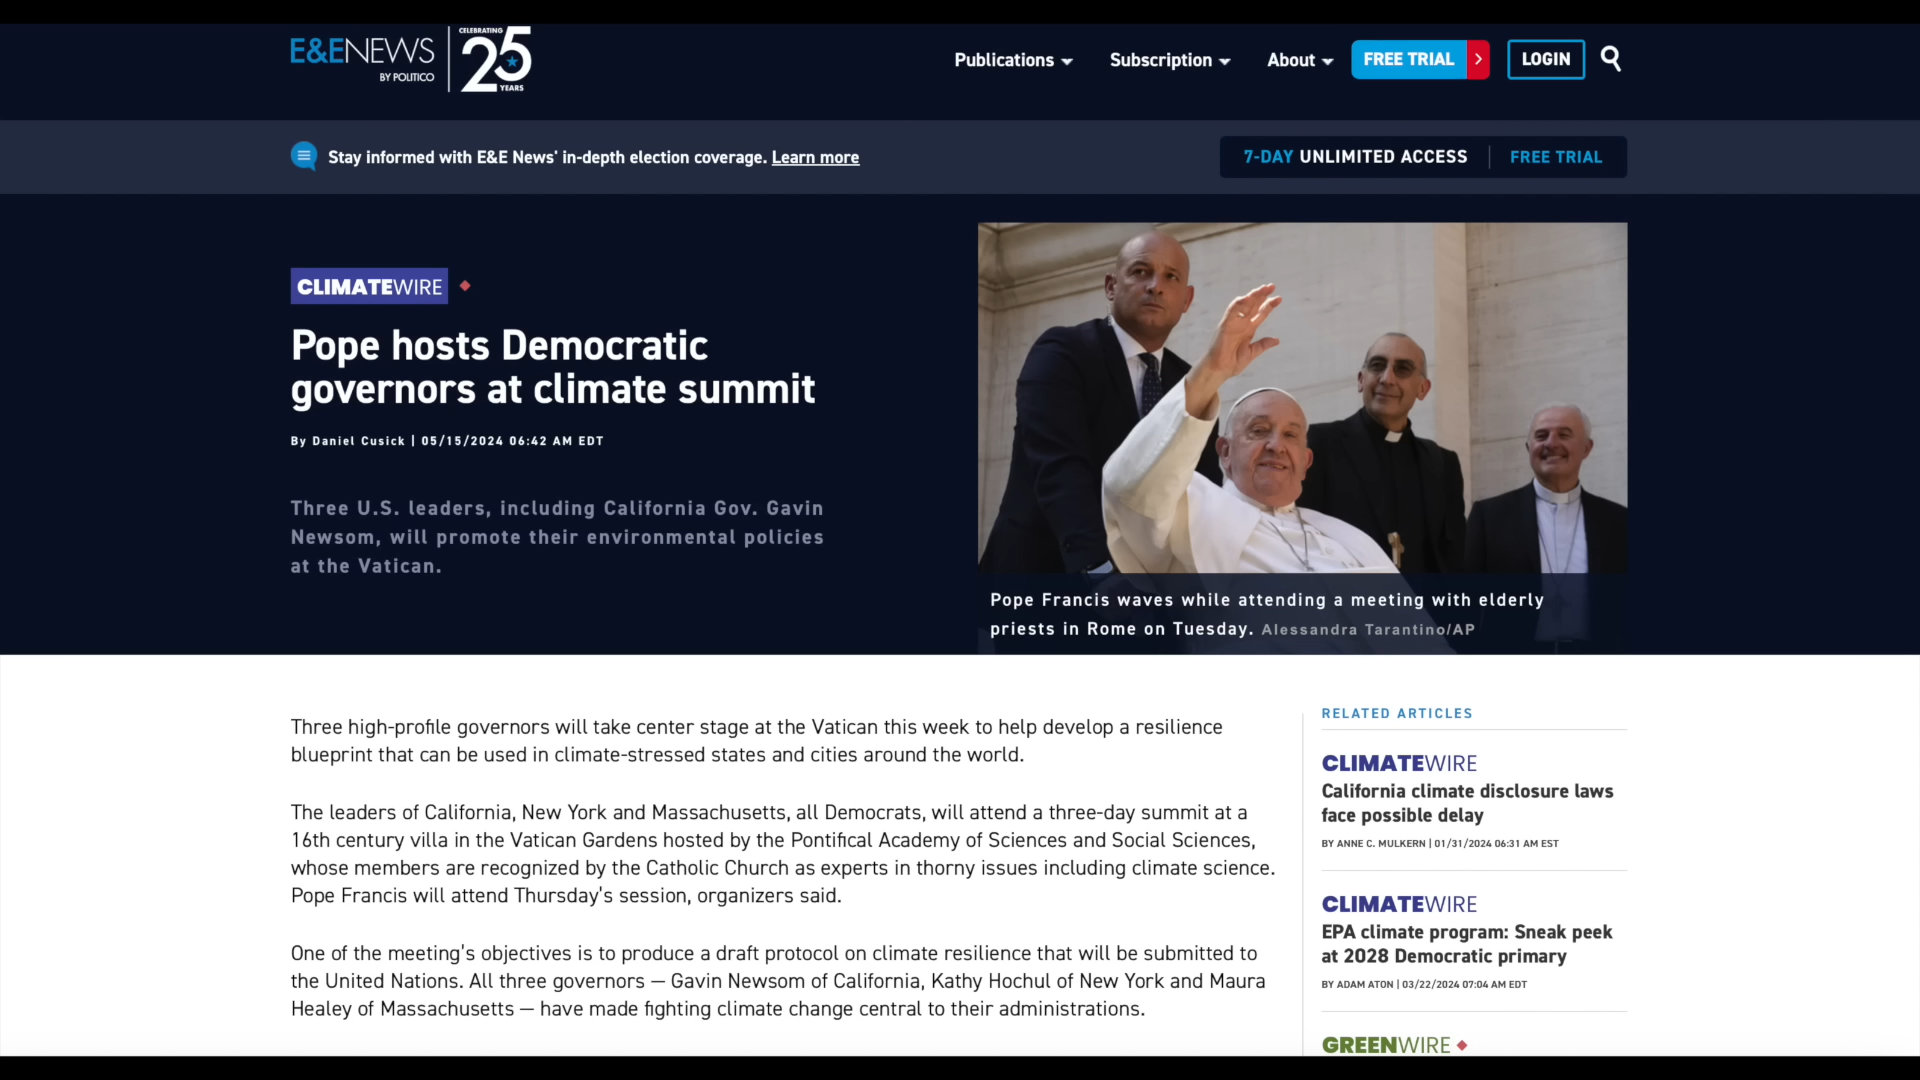 E&ENEWS
BY POLITICO
CELEBRATING
25
YEARS
Publications
Subscription
About
FREE TRIAL
LOGIN
Stay informed with E&E News' in-depth election coverage. Learn more
7-DAY UNLIMITED ACCESS
FREE TRIAL
CLIMATEWIRE
Pope hosts Democratic
governors at climate summit
By Daniel Cusick | 05/15/2024 06:42 AM EDT
Three U.S. leaders, including California Gov. Gavin
Newsom, will promote their environmental policies
at the Vatican.
Pope Francis waves while attending a meeting with elderly
priests in Rome on Tuesday. Alessandra Tarantino/AP
Three high-profile governors will take center stage at the Vatican this week to help develop a resilience
blueprint that can be used in climate-stressed states and cities around the world.
The leaders of California, New York and Massachusetts, all Democrats, will attend a three-day summit at a
16th century villa in the Vatican Gardens hosted by the Pontifical Academy of Sciences and Social Sciences,
whose members are recognized by the Catholic Church as experts in thorny issues including climate science.
Pope Francis will attend Thursday's session, organizers said.
One of the meeting's objectives is to produce a draft protocol on climate resilience that will be submitted to
the United Nations. All three governors — Gavin Newsom of California, Kathy Hochul of New York and Maura
Healey of Massachusetts — have made fighting climate change central to their administrations.
RELATED ARTICLES
CLIMATEWIRE
California climate disclosure laws
face possible delay
BY ANNE C. MULKERN | 01/31/2024 06:31 AM EST
CLIMATEWIRE
EPA climate program: Sneak peek
at 2028 Democratic primary
BY ADAM ATON | 03/22/2024 07:04 AM EDT
GREENWIRE